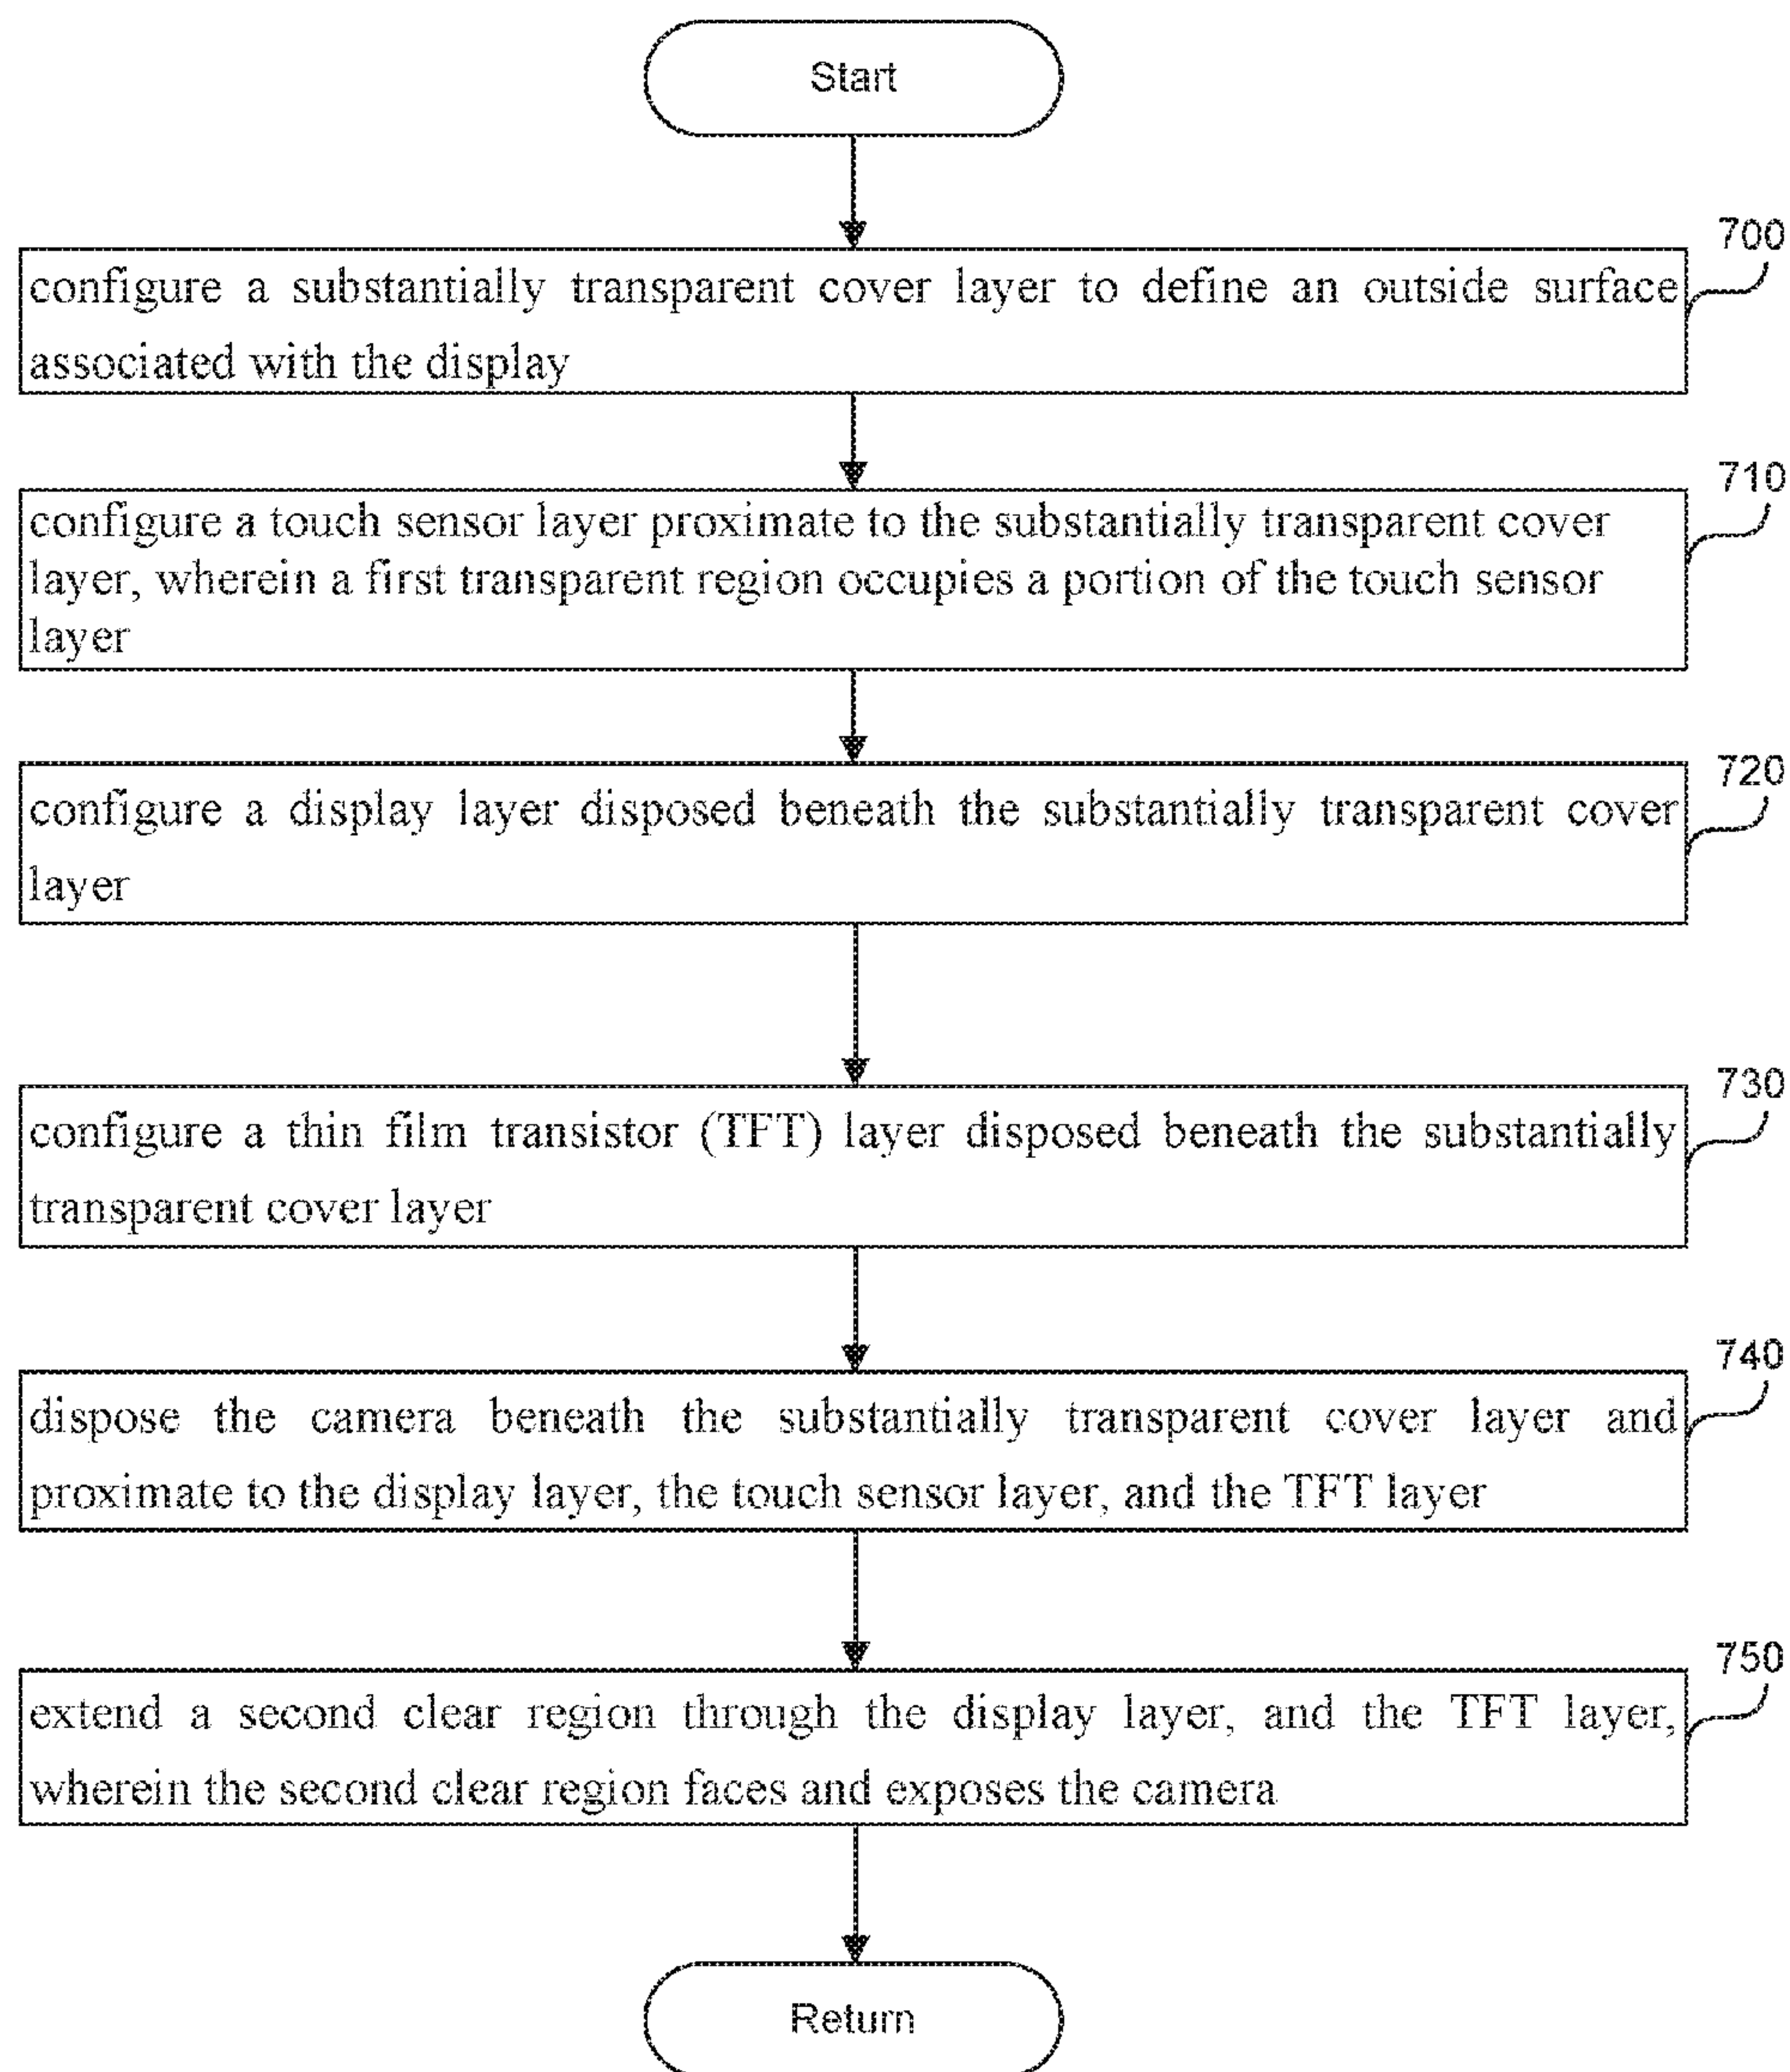 Start
700
configure a substantially transparent cover layer to define an outside surface
associated with the display
710
configure a touch sensor layer proximate to the substantially transparent cover
layer, wherein a first transparent region occupies a portion of the touch sensor
layer
720
configure a display layer disposed beneath the substantially transparent cover
layer
730
configure a thin film transistor (TFT) layer disposed beneath the substantially
transparent cover layer
740
dispose the camera beneath the substantially transparent cover layer and
proximate to the display layer, the touch sensor layer, and the TFT layer
750
extend a second clear region through the display layer, and the TFT layer,
wherein the second clear region faces and exposes the camera
Return